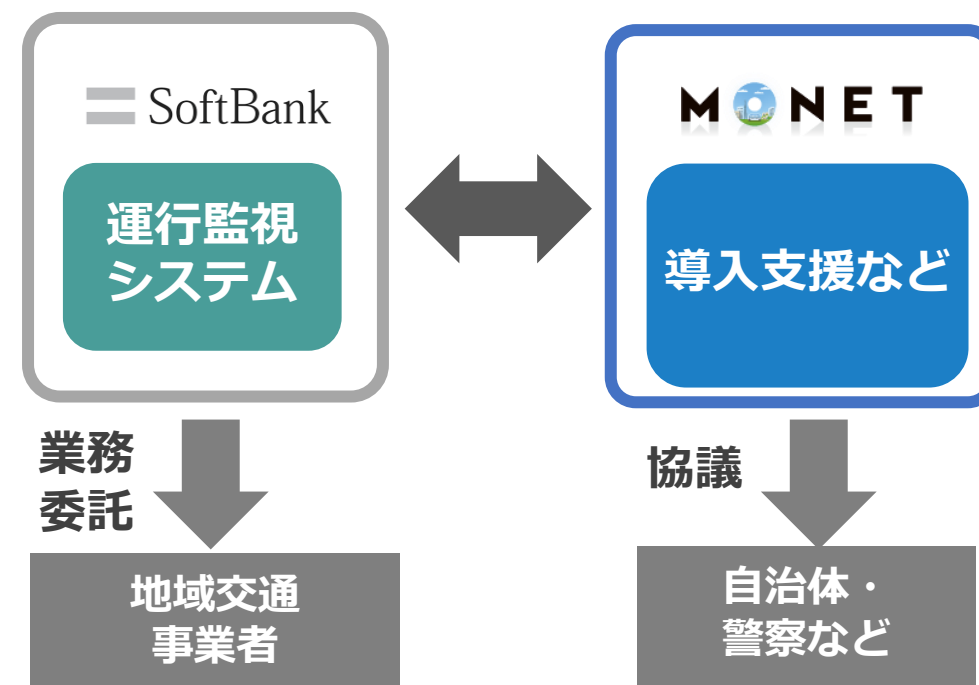 SoftBank
運行監視
システム
MONET
導入支援など
業務
委託
協議
地域交通
事業者
自治体・
警察など